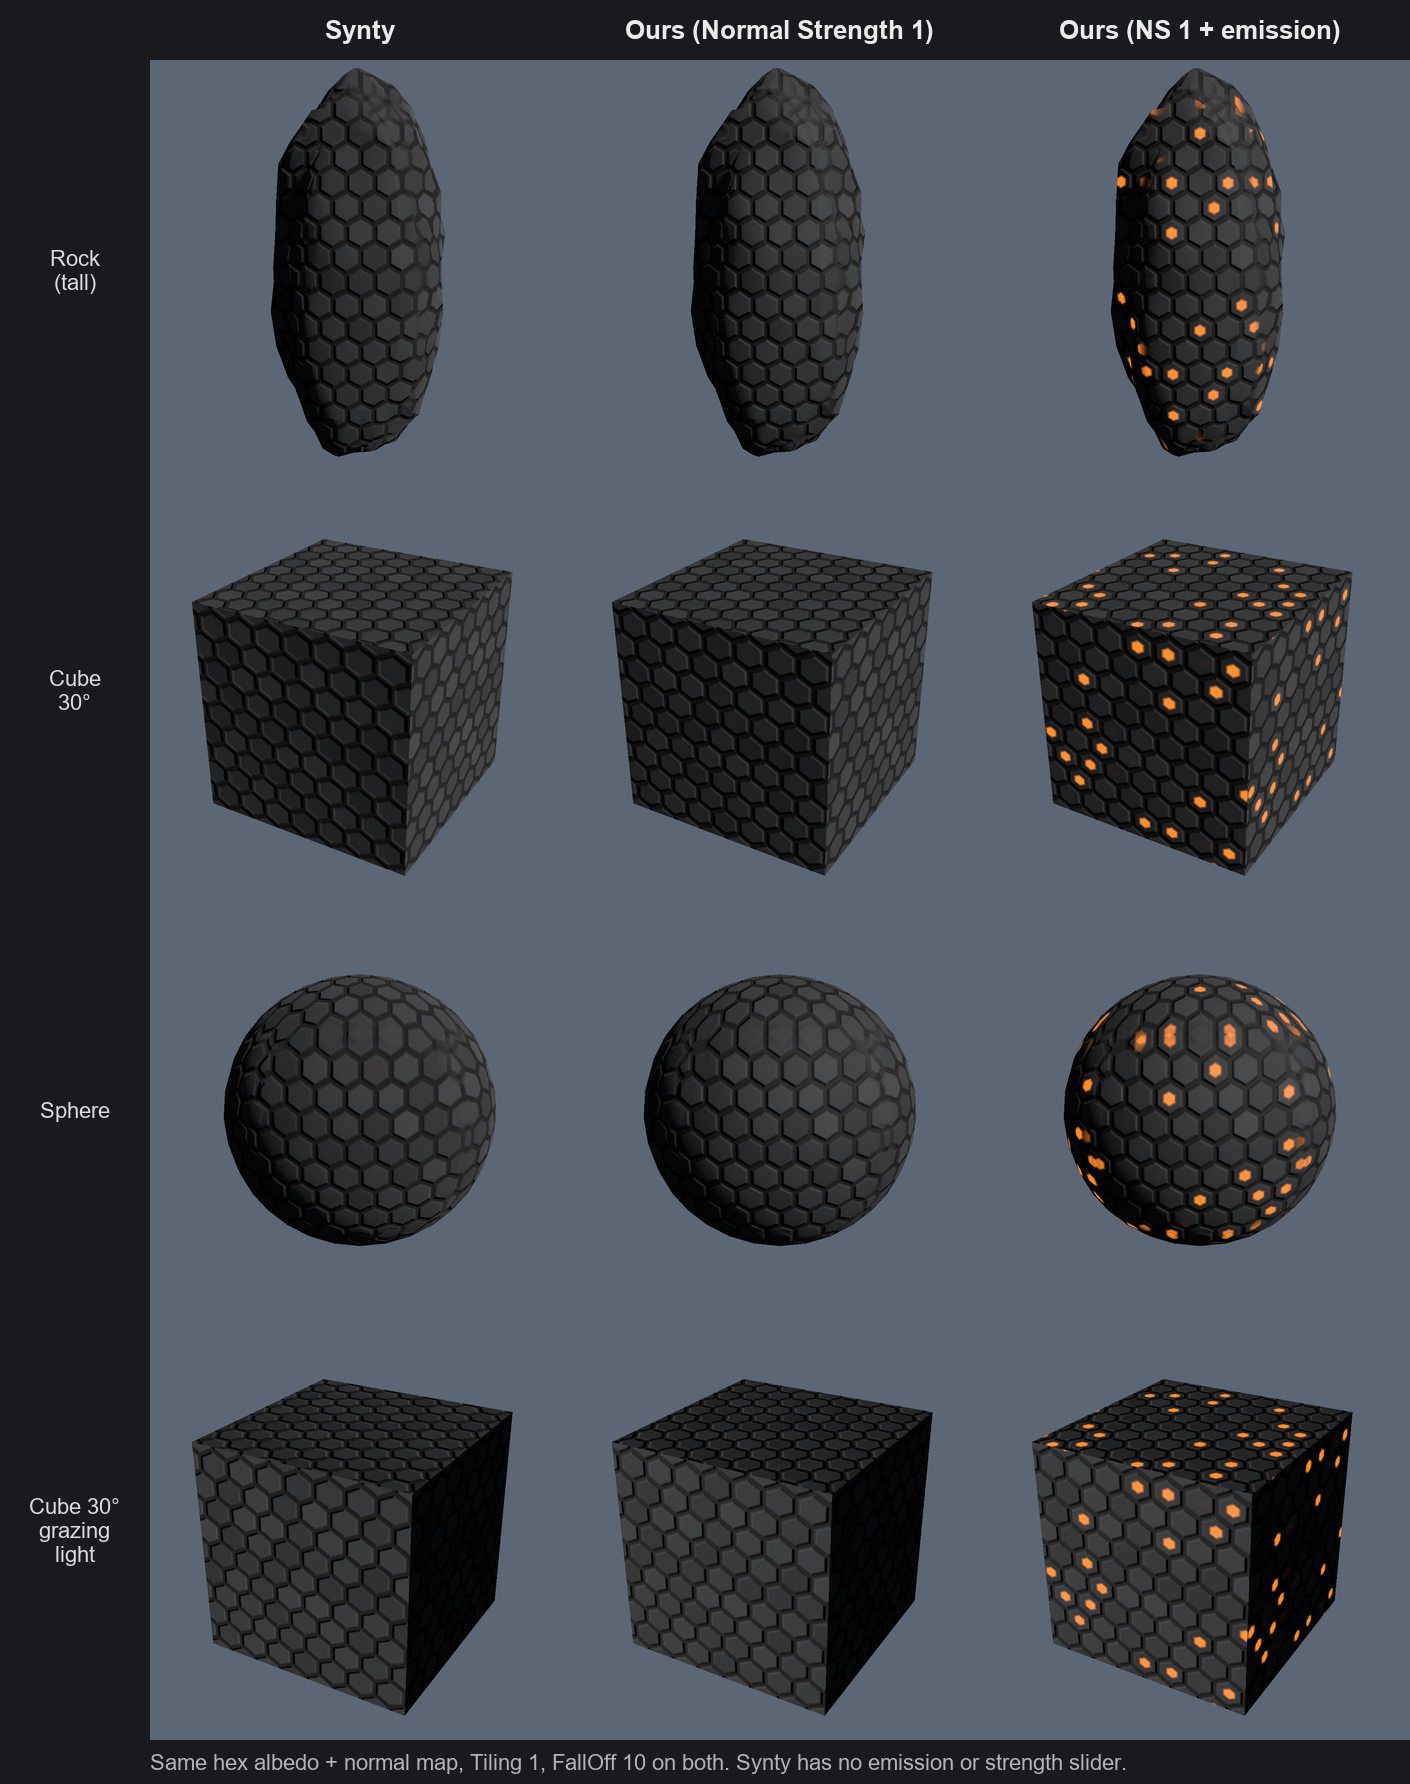 Synty
Ours (Normal Strength 1)
Ours (NS 1 + emission)
Rock
(tall)
Cube
30°
Sphere
Cube 30°
grazing
light
Same hex albedo + normal map, Tiling 1, FallOff 10 on both. Synty has no emission or strength slider.